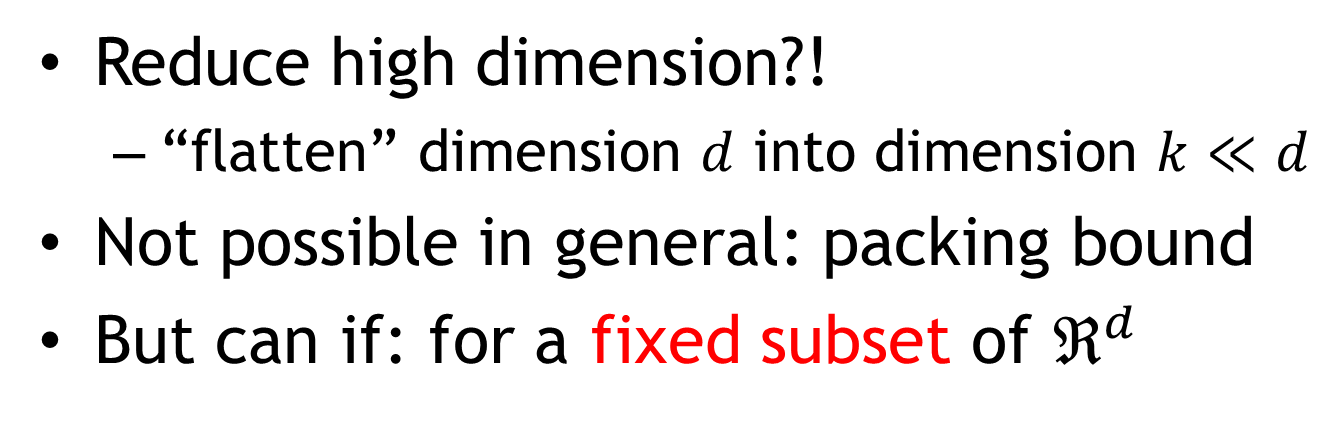 • Reduce high dimension?!
– “flatten” dimension 𝑑 into dimension 𝑘 ≪ 𝑑
• Not possible in general: packing bound
• But can if: for a fixed subset of ℜᵈ